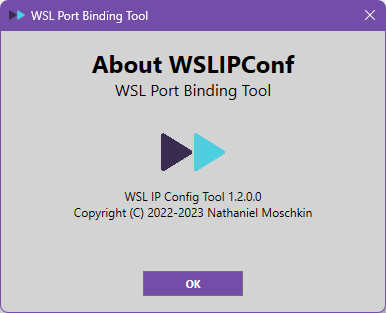 WSL Port Binding Tool
About WSLIPConf
WSL Port Binding Tool
WSL IP Config Tool 1.2.0.0
Copyright (C) 2022-2023 Nathaniel Moschkin
OK